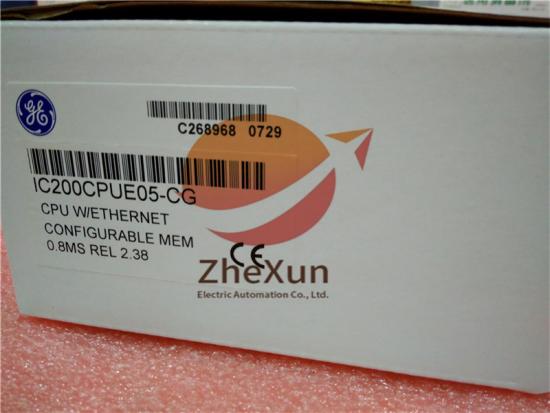 GE
C268968 0729
IC200CPUE05-CG
CPU W/ETHERNET
CONFIGURABLE MEM
0.8MS REL 2.38
CE
ZheXun
Electric Automation Co., Ltd.